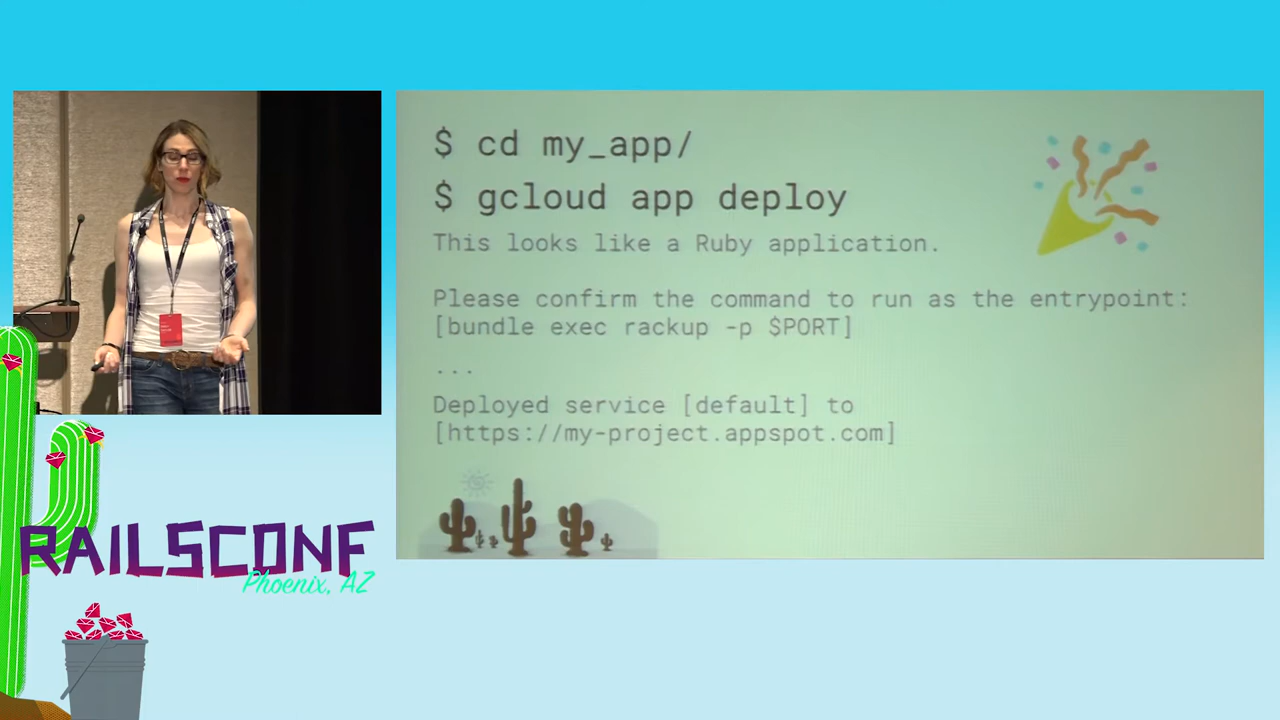 $ cd my_app/
$ gcloud app deploy
This looks like a Ruby application.
Please confirm the command to run as the entrypoint:
[bundle exec rackup -p $PORT]
...
Deployed service [default] to
[https://my-project.appspot.com]
RAILSCONF
Phoenix, AZ